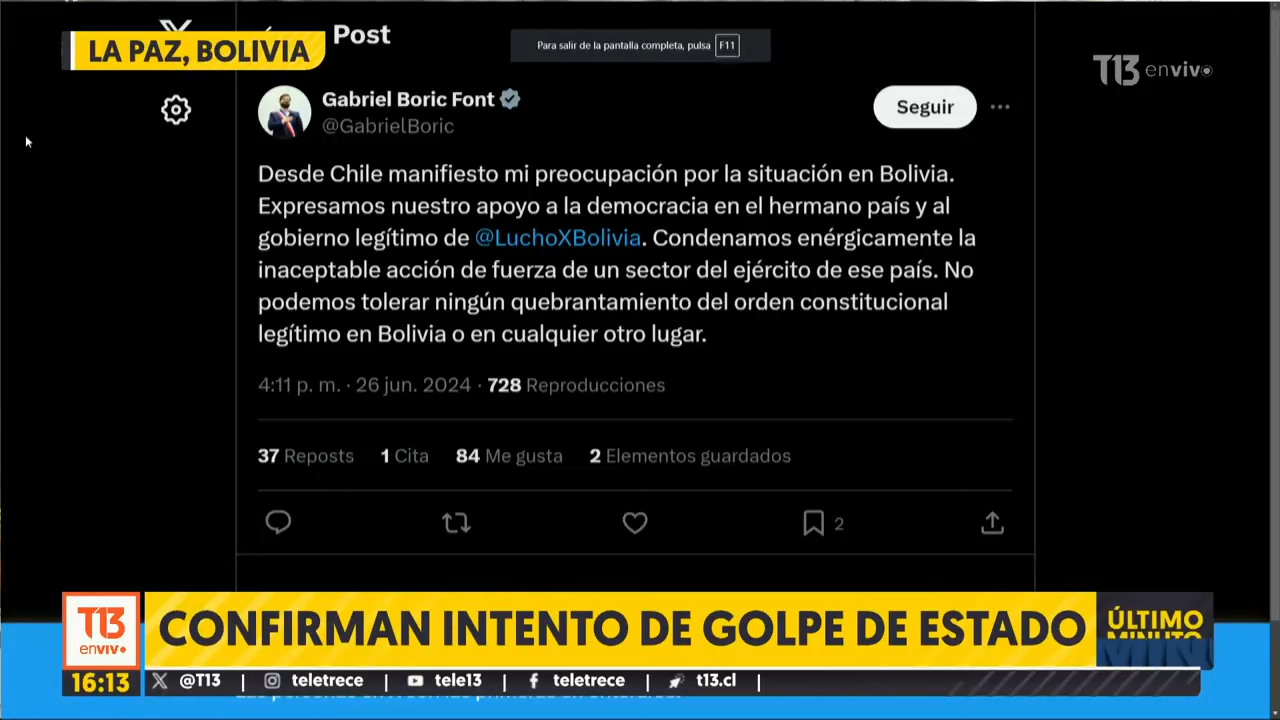 LA PAZ, BOLIVIA
Post
Para salir de la pantalla completa, pulsa F11
T13 en vivo
Gabriel Boric Font
@GabrielBoric
Seguir
Desde Chile manifiesto mi preocupación por la situación en Bolivia.
Expresamos nuestro apoyo a la democracia en el hermano país y al
gobierno legítimo de @LuchoXBolivia. Condenamos enérgicamente la
inaceptable acción de fuerza de un sector del ejército de ese país. No
podemos tolerar ningún quebrantamiento del orden constitucional
legítimo en Bolivia o en cualquier otro lugar.
4:11 p. m. · 26 jun. 2024 · 728 Reproducciones
37 Reposts 1 Cita 84 Me gusta 2 Elementos guardados
2
T13
en vivo
CONFIRMAN INTENTO DE GOLPE DE ESTADO
ÚLTIMO
MINUTO
16:13
@T13 | teletrece | tele13 | teletrece | t13.cl |